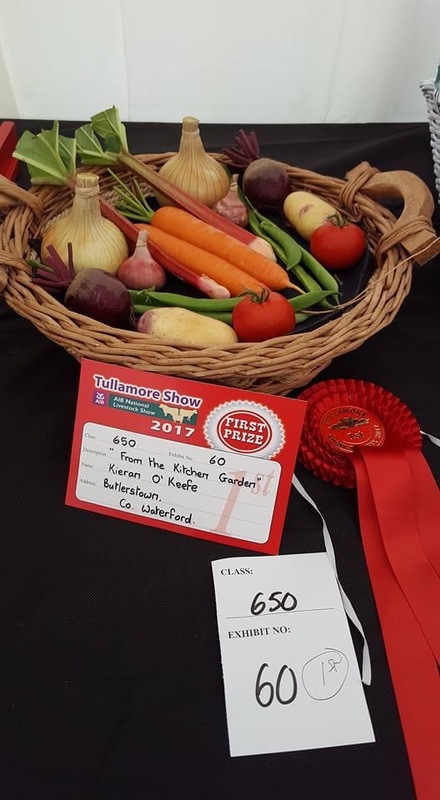 Tullamore Show
AIB
AIB National
Livestock Show
2017
FIRST
PRIZE
Class: 650 Exhibit No: 60
Description: "From the Kitchen Garden"
Name: Kieran O'Keefe
Address: Butlerstown,
Co. Waterford.
1st
CLASS:
650
EXHIBIT NO:
60 1st